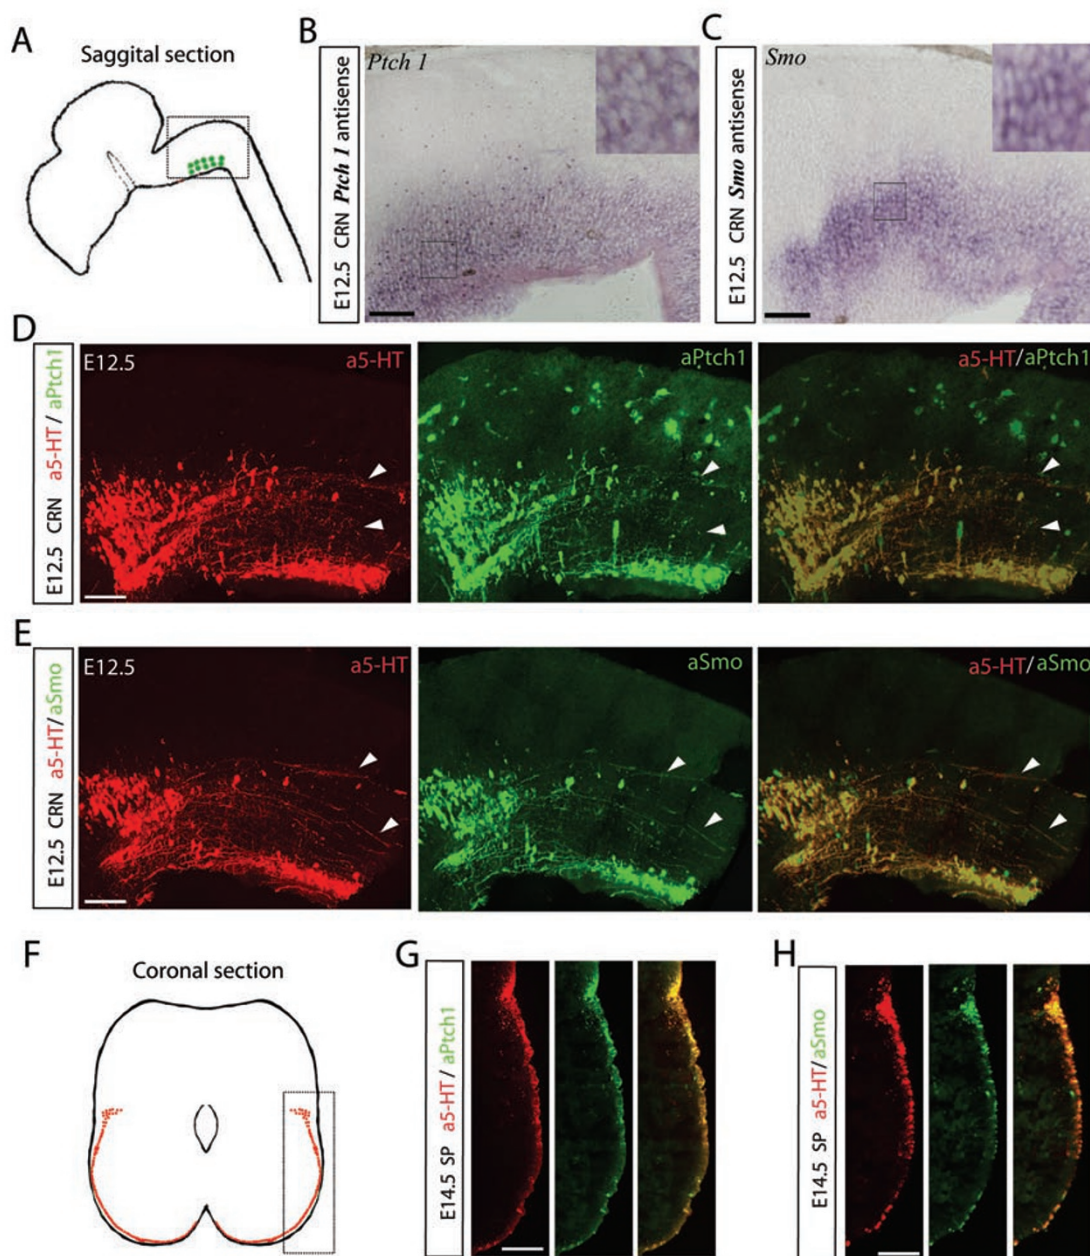 A
Saggital section
B
E12.5 CRN Ptch 1 antisense
Ptch 1
C
E12.5 CRN Smo antisense
Smo
D
E12.5 CRN a5-HT / aPtch1
E12.5
a5-HT
aPtch1
a5-HT/aPtch1
E
E12.5 CRN a5-HT/aSmo
E12.5
a5-HT
aSmo
a5-HT/aSmo
F
Coronal section
G
E14.5 SP a5-HT/ aPtch1
H
E14.5 SP a5-HT/aSmo